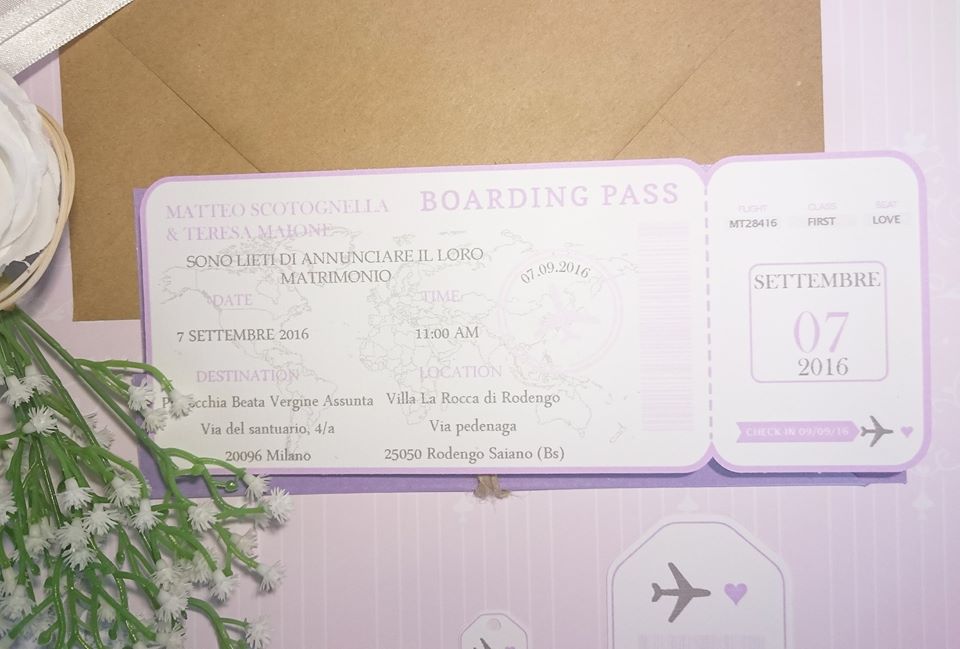 MATTEO SCOTOGNELLA
& TERESA MAIONE
BOARDING PASS
SONO LIETI DI ANNUNCIARE IL LORO
MATRIMONIO
07.09.2016
DATE
TIME
7 SETTEMBRE 2016
11:00 AM
DESTINATION
LOCATION
Beata Vergine Assunta
Villa La Rocca di Rodengo
Via del santuario, 4/a
Via pedenaga
20096 Milano
25050 Rodengo Saiano (Bs)
FLIGHT
CLASS
SEAT
MT28416
FIRST
LOVE
SETTEMBRE
07
2016
CHECK-IN 09/09/16